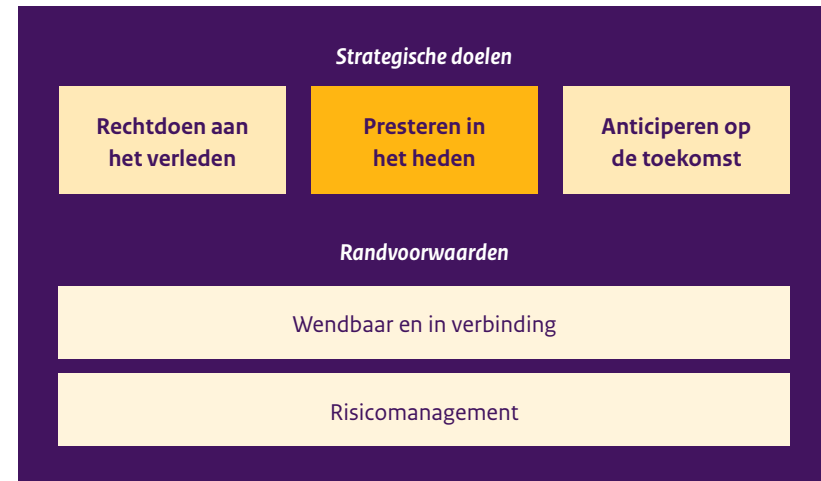 Strategische doelen
Rechtdoen aan
het verleden
Presteren in
het heden
Anticiperen op
de toekomst
Randvoorwaarden
Wendbaar en in verbinding
Risicomanagement